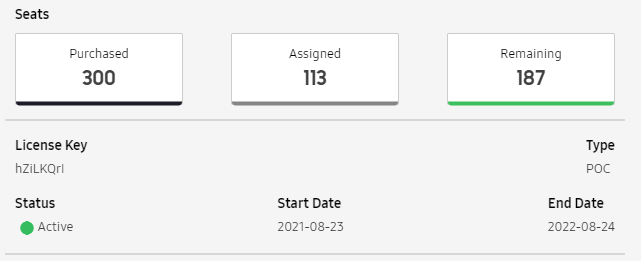 Seats
Purchased Assigned Remaining
300 113 187
License Key Type
hZiLKQrI POC
Status Start Date End Date
Active 2021-08-23 2022-08-24